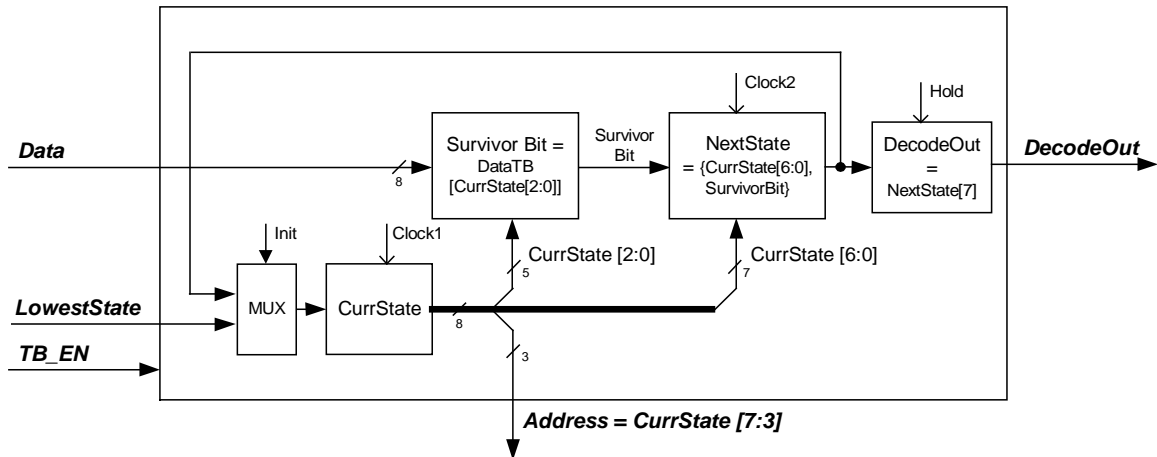 Clock2
Hold
Data
8
Survivor Bit =
DataTB
[CurrState[2:0]]
Survivor
Bit
NextState
= {CurrState[6:0],
SurvivorBit}
DecodeOut
=
NextState[7]
DecodeOut
Init
Clock1
5
CurrState [2:0]
7
CurrState [6:0]
LowestState
MUX
CurrState
8
TB_EN
3
Address = CurrState [7:3]